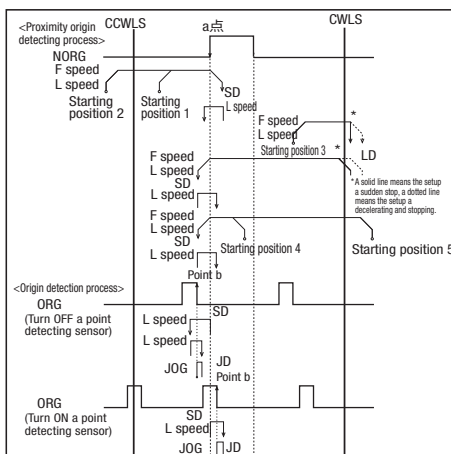 CCWLS
a点
CWLS
<Proximity origin
detecting process>
NORG
F speed
L speed
SD
Starting
position 2
Starting
position 1
L speed
F speed
L speed
*
Starting position 3
LD
F speed
*
L speed
SD
L speed
*A solid line means the setup
a sudden stop, a dotted line
means the setup a
decelerating and stopping.
F speed
L speed
SD
Starting position 4
Starting position 5
L speed
Point b
<Origin detection process>
ORG
(Turn OFF a point
detecting sensor)
SD
L speed
L speed
JOG
JD
Point b
ORG
(Turn ON a point
detecting sensor)
SD
L speed
JOG
JD